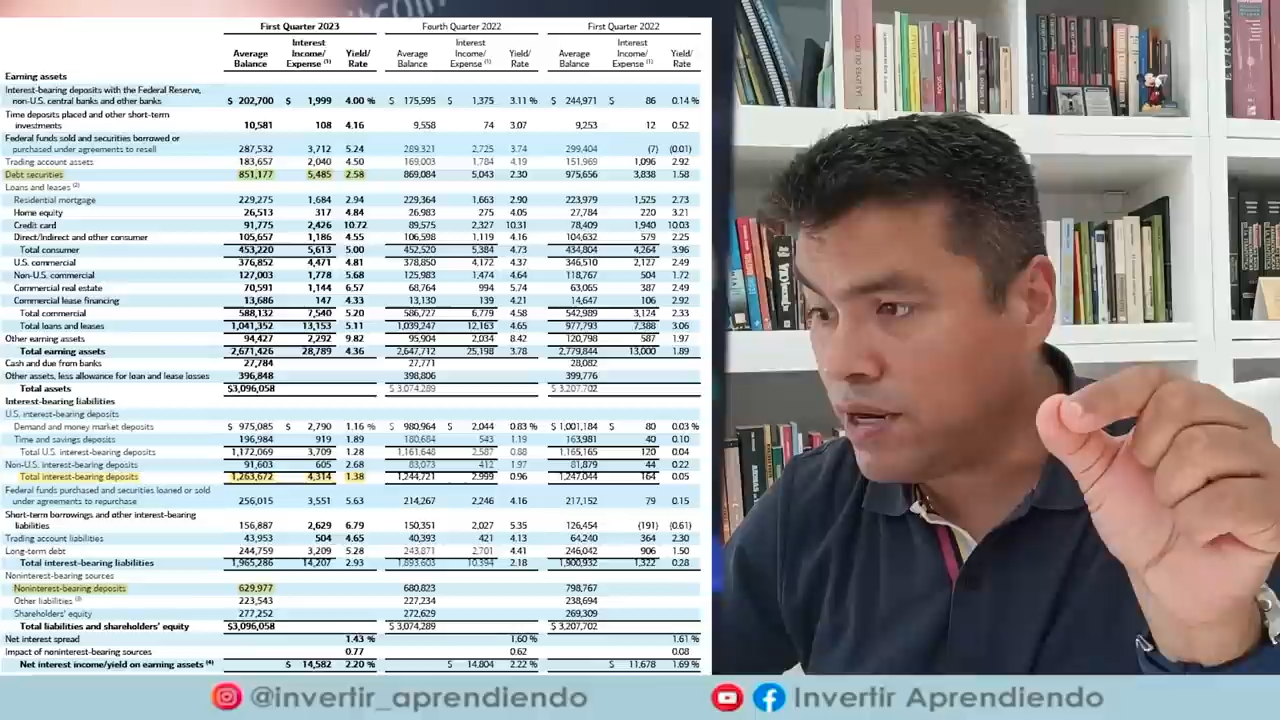 First Quarter 2023 Fourth Quarter 2022 First Quarter 2022
Average Balance Interest Income/ Expense (1) Yield/ Rate Average Balance Interest Income/ Expense (1) Yield/ Rate Average Balance Interest Income/ Expense (1) Yield/ Rate
Earning assets
Interest-bearing deposits with the Federal Reserve,
non-U.S. central banks and other banks $ 202,700 $ 1,999 4.00 % $ 175,595 $ 1,375 3.11 % $ 244,971 $ 86 0.14 %
Time deposits placed and other short-term
investments 10,581 108 4.16 9,558 74 3.07 9,253 12 0.52
Federal funds sold and securities borrowed or
purchased under agreements to resell 287,532 3,712 5.24 289,321 2,725 3.74 299,404 (7) (0.01)
Trading account assets 183,657 2,040 4.50 169,003 1,784 4.19 151,969 1,096 2.92
Debt securities 851,177 5,485 2.58 869,084 5,043 2.30 975,656 3,838 1.58
Loans and leases (2)
Residential mortgage 229,275 1,684 2.94 229,364 1,663 2.90 223,979 1,525 2.73
Home equity 26,513 317 4.84 26,983 275 4.05 27,784 220 3.21
Credit card 91,775 2,426 10.72 89,575 2,327 10.31 78,409 1,940 10.03
Direct/Indirect and other consumer 105,657 1,186 4.55 106,598 1,119 4.16 104,632 579 2.25
Total consumer 453,220 5,613 5.00 452,520 5,384 4.73 434,804 4,264 3.96
U.S. commercial 376,852 4,471 4.81 378,850 4,172 4.37 346,510 2,127 2.49
Non-U.S. commercial 127,003 1,778 5.68 125,983 1,474 4.64 118,767 504 1.72
Commercial real estate 70,591 1,144 6.57 68,764 994 5.74 63,065 387 2.49
Commercial lease financing 13,686 147 4.33 13,130 139 4.21 14,647 106 2.92
Total commercial 588,132 7,540 5.20 586,727 6,779 4.58 542,989 3,124 2.33
Total loans and leases 1,041,352 13,153 5.11 1,039,247 12,163 4.65 977,793 7,388 3.06
Other earning assets 94,427 2,292 9.82 95,904 2,034 8.42 120,798 587 1.97
Total earning assets 2,671,426 28,789 4.36 2,647,712 25,198 3.78 2,779,844 13,000 1.89
Cash and due from banks 27,784 27,771 28,082
Other assets, less allowance for loan and lease losses 396,848 398,806 399,776
Total assets $3,096,058 $ 3,074,289 $ 3,207,702
Interest-bearing liabilities
U.S. interest-bearing deposits
Demand and money market deposits $ 975,085 $ 2,790 1.16 % $ 980,964 $ 2,044 0.83 % $ 1,001,184 $ 80 0.03 %
Time and savings deposits 196,984 919 1.89 180,684 543 1.19 163,981 40 0.10
Total U.S. interest-bearing deposits 1,172,069 3,709 1.28 1,161,648 2,587 0.88 1,165,165 120 0.04
Non-U.S. interest-bearing deposits 91,603 605 2.68 83,073 412 1.97 81,879 44 0.22
Total interest-bearing deposits 1,263,672 4,314 1.38 1,244,721 2,999 0.96 1,247,044 164 0.05
Federal funds purchased and securities loaned or sold
under agreements to repurchase 256,015 3,551 5.63 214,267 2,246 4.16 217,152 79 0.15
Short-term borrowings and other interest-bearing
liabilities 156,887 2,629 6.79 150,351 2,027 5.35 126,454 (191) (0.61)
Trading account liabilities 43,953 504 4.65 40,393 421 4.13 64,240 364 2.30
Long-term debt 244,759 3,209 5.28 243,871 2,701 4.41 246,042 906 1.50
Total interest-bearing liabilities 1,965,286 14,207 2.93 1,893,603 10,394 2.18 1,900,932 1,322 0.28
Noninterest-bearing sources
Noninterest-bearing deposits 629,977 680,823 798,767
Other liabilities (3) 223,543 227,234 238,694
Shareholders' equity 277,252 272,629 269,309
Total liabilities and shareholders' equity $3,096,058 $ 3,074,289 $ 3,207,702
Net interest spread 1.43 % 1.60 % 1.61 %
Impact of noninterest-bearing sources 0.77 0.62 0.08
Net interest income/yield on earning assets (4) $ 14,582 2.20 % $ 14,804 2.22 % $ 11,678 1.69 %
@invertir_aprendiendo
Invertir Aprendiendo